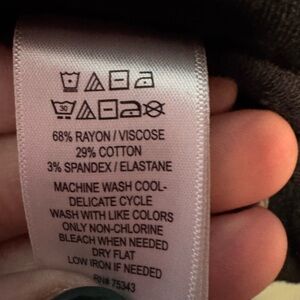 30
68% RAYON / VISCOSE
29% COTTON
3% SPANDEX / ELASTANE
MACHINE WASH COOL-
DELICATE CYCLE
WASH WITH LIKE COLORS
ONLY NON-CHLORINE
BLEACH WHEN NEEDED
DRY FLAT
LOW IRON IF NEEDED
RN# 75343